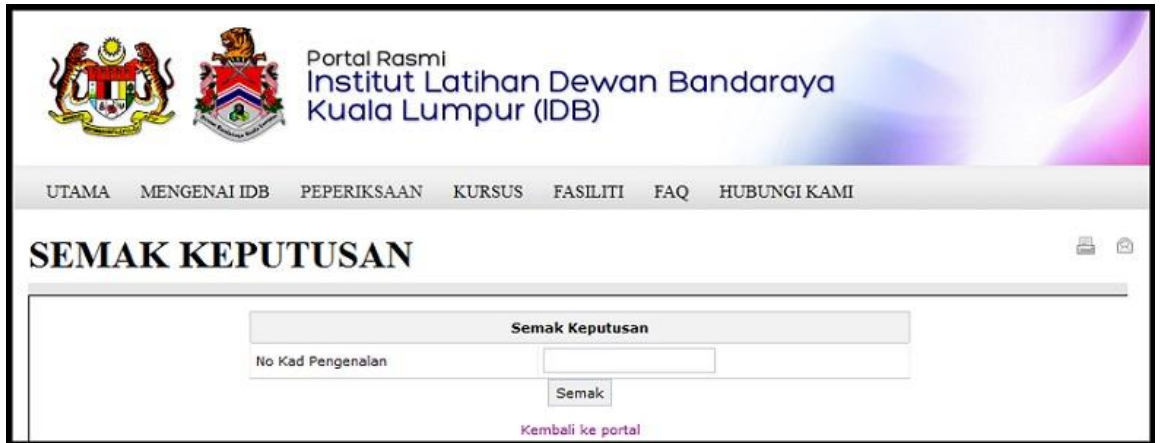 Portal Rasmi
Institut Latihan Dewan Bandaraya
Kuala Lumpur (IDB)
UTAMA MENGENAI IDB PEPERIKSAAN KURSUS FASILITI FAQ HUBUNGI KAMI
SEMAK KEPUTUSAN
Semak Keputusan
No Kad Pengenalan
Semak
Kembali ke portal